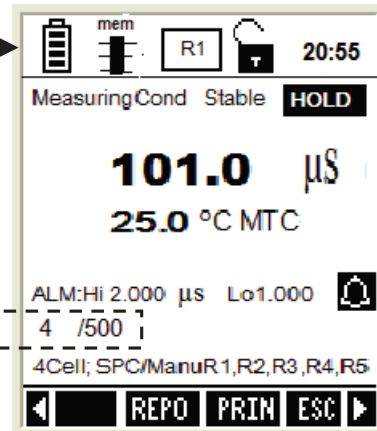 mem
R1 20:55
MeasuringCond Stable HOLD
101.0 µS
25.0 °C MTC
ALM:Hi 2.000 µs Lo1.000
4 /500
4Cell; SPC/ManuR1,R2,R3,R4,R5
REPO PRIN ESC